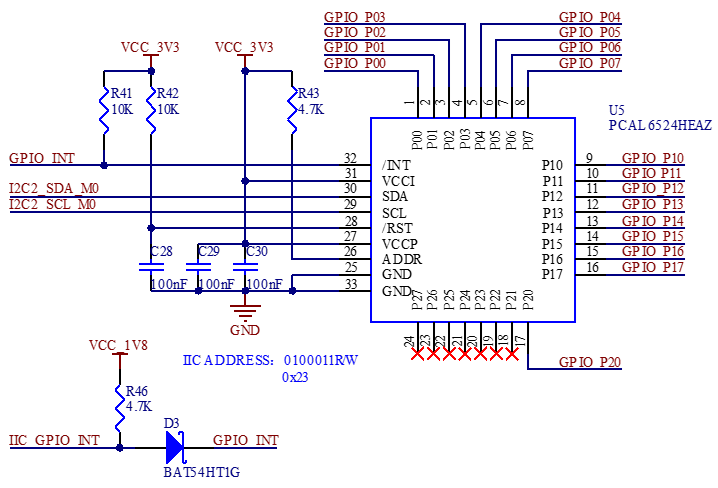 GPIO_P03
GPIO_P02
GPIO_P01
GPIO_P00
GPIO_P04
GPIO_P05
GPIO_P06
GPIO_P07
VCC_3V3
VCC_3V3
R41
10K
R42
10K
R43
4.7K
U5
PCAL6524HEAZ
1 2 3 4 5 6 7 8
P00 P01 P02 P03 P04 P05 P06 P07
GPIO_INT
I2C2_SDA_M0
I2C2_SCL_M0
32 /INT
31 VCCI
30 SDA
29 SCL
28 /RST
27 VCCP
26 ADDR
25 GND
33 GND
P10 9 GPIO_P10
P11 10 GPIO_P11
P12 11 GPIO_P12
P13 12 GPIO_P13
P14 13 GPIO_P14
P15 14 GPIO_P15
P16 15 GPIO_P16
P17 16 GPIO_P17
C28
100nF
C29
100nF
C30
100nF
GND
P27 P26 P25 P24 P23 P22 P21 P20
24 23 22 21 20 19 18 17
GPIO_P20
VCC_1V8
IIC ADDRESS: 0100011R/W
0x23
R46
4.7K
IIC_GPIO_INT
D3
GPIO_INT
BAT54HT1G